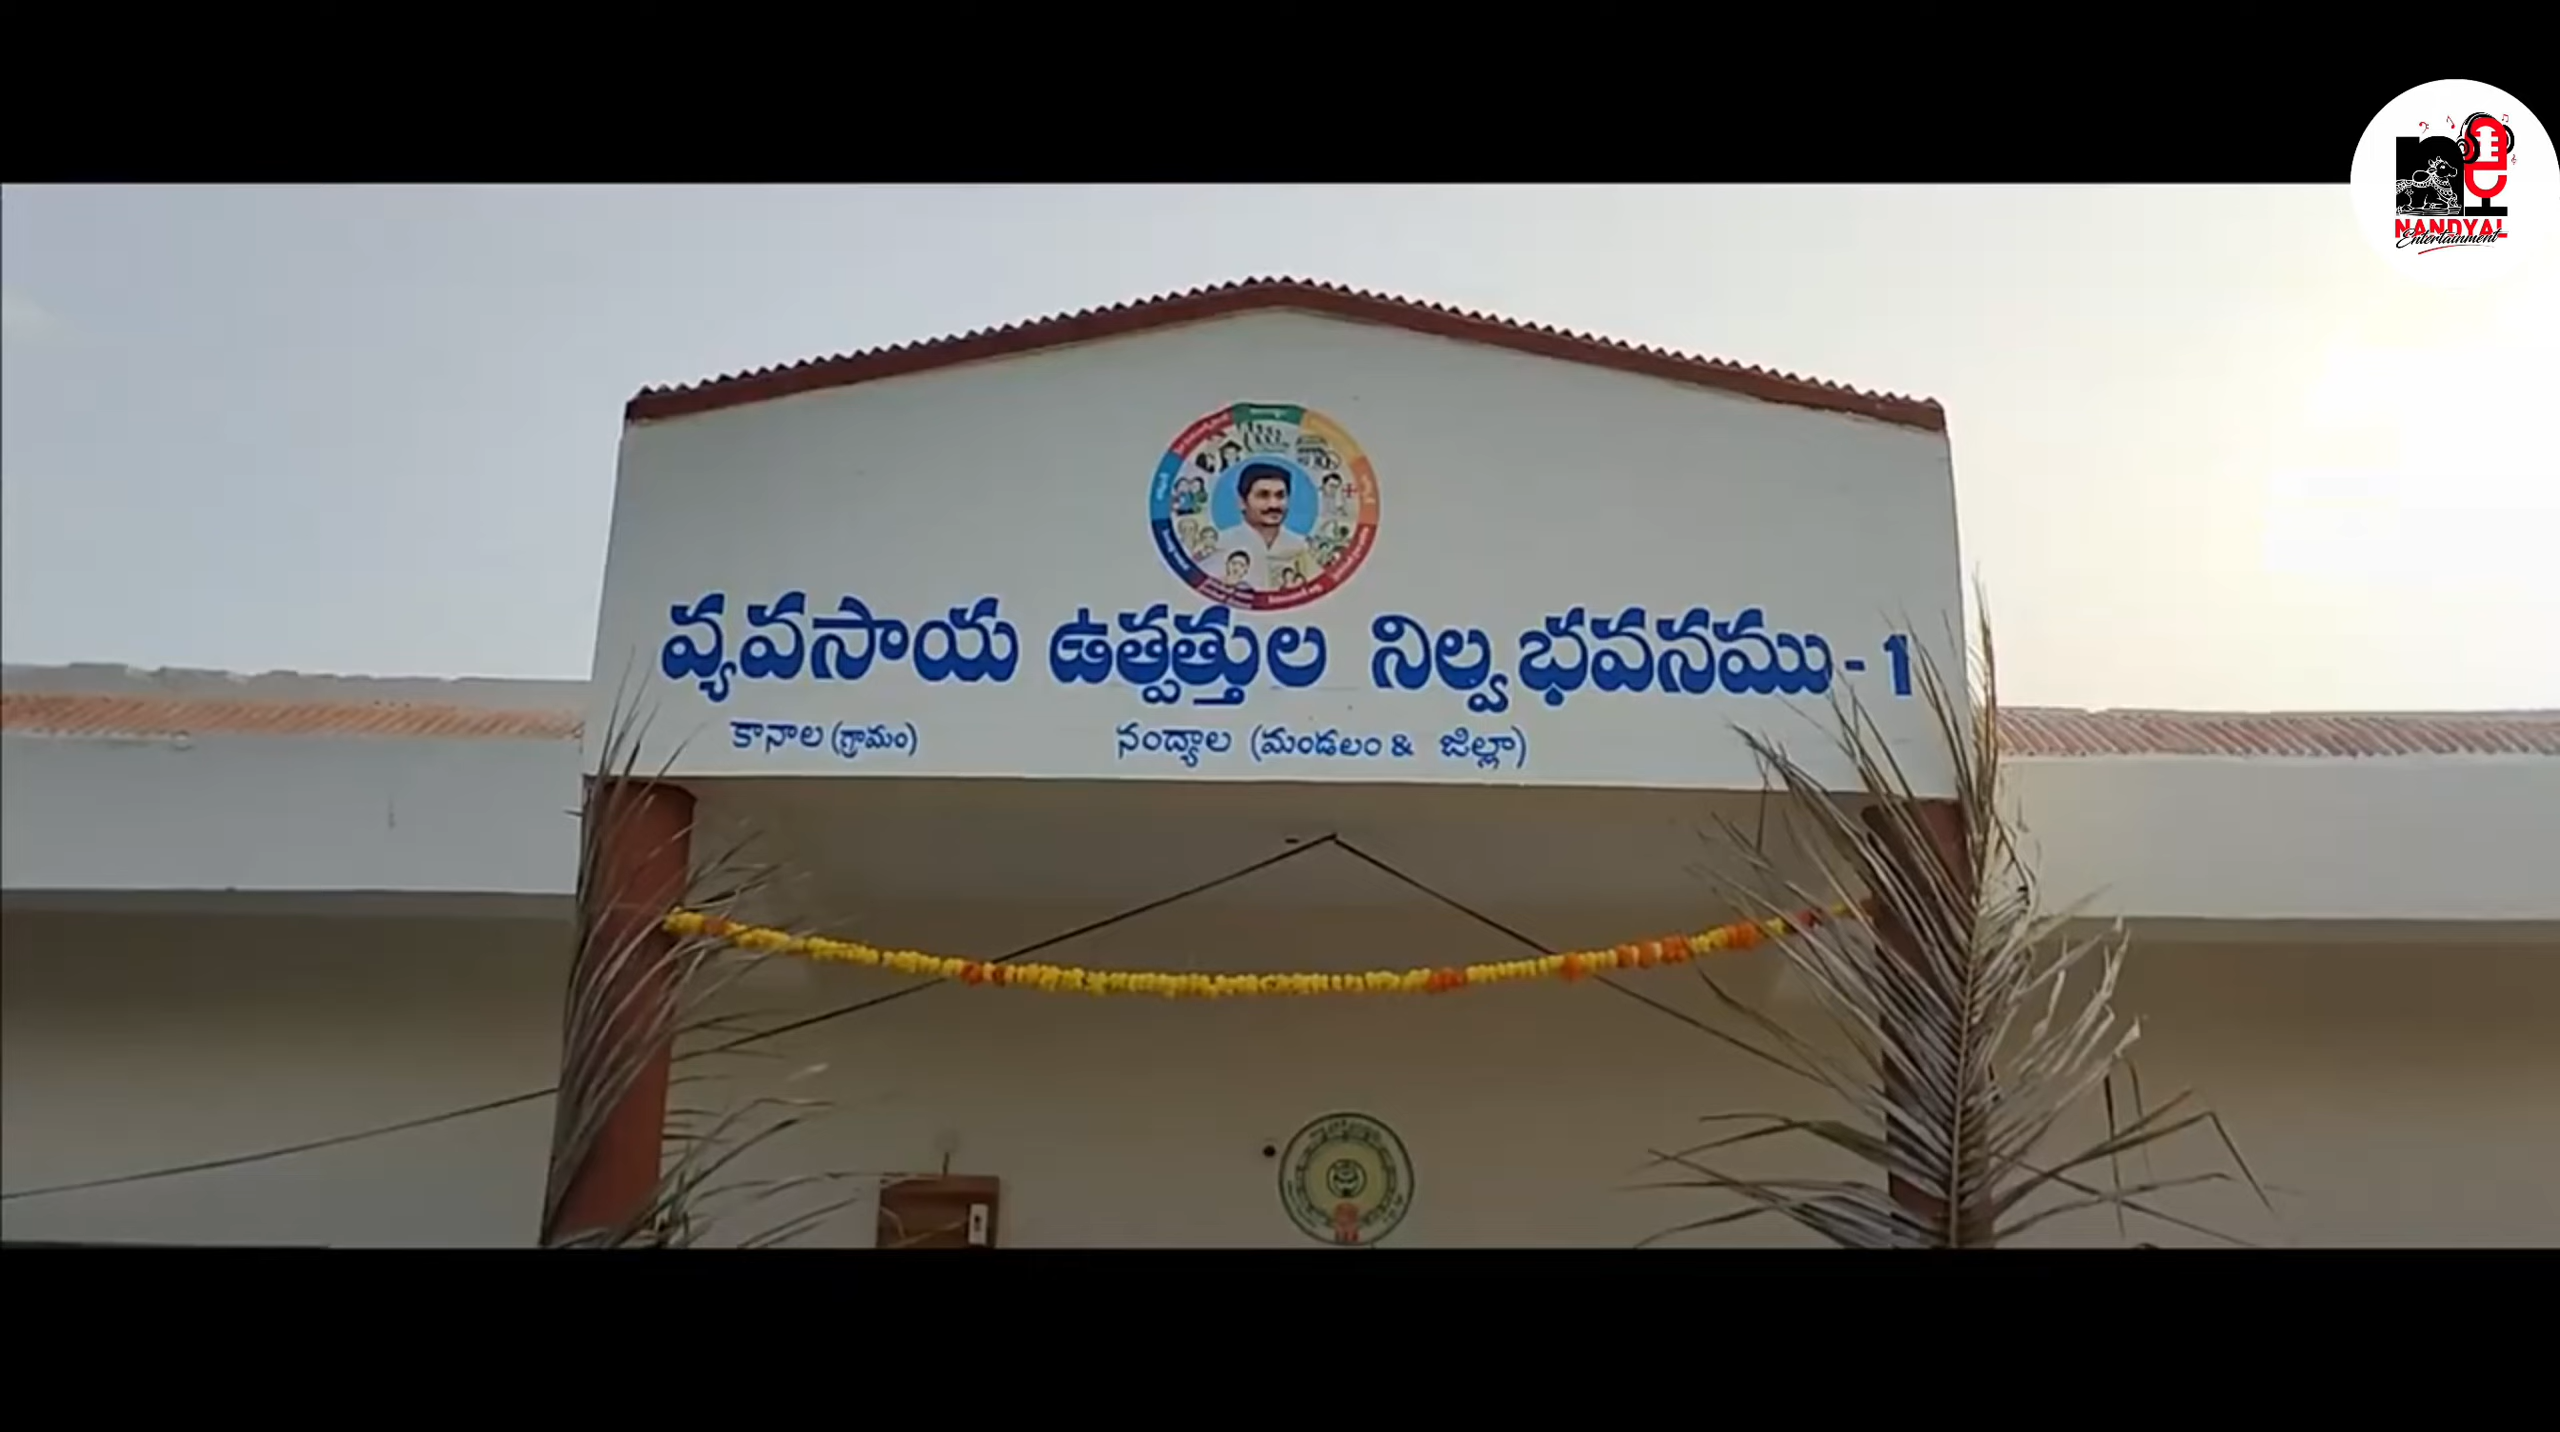 NANDYAL
Entertainment
వ్యవసాయ ఉత్పత్తుల నిల్వ భవనము - 1
కానాల (గ్రామం) నంద్యాల (మండలం & జిల్లా)